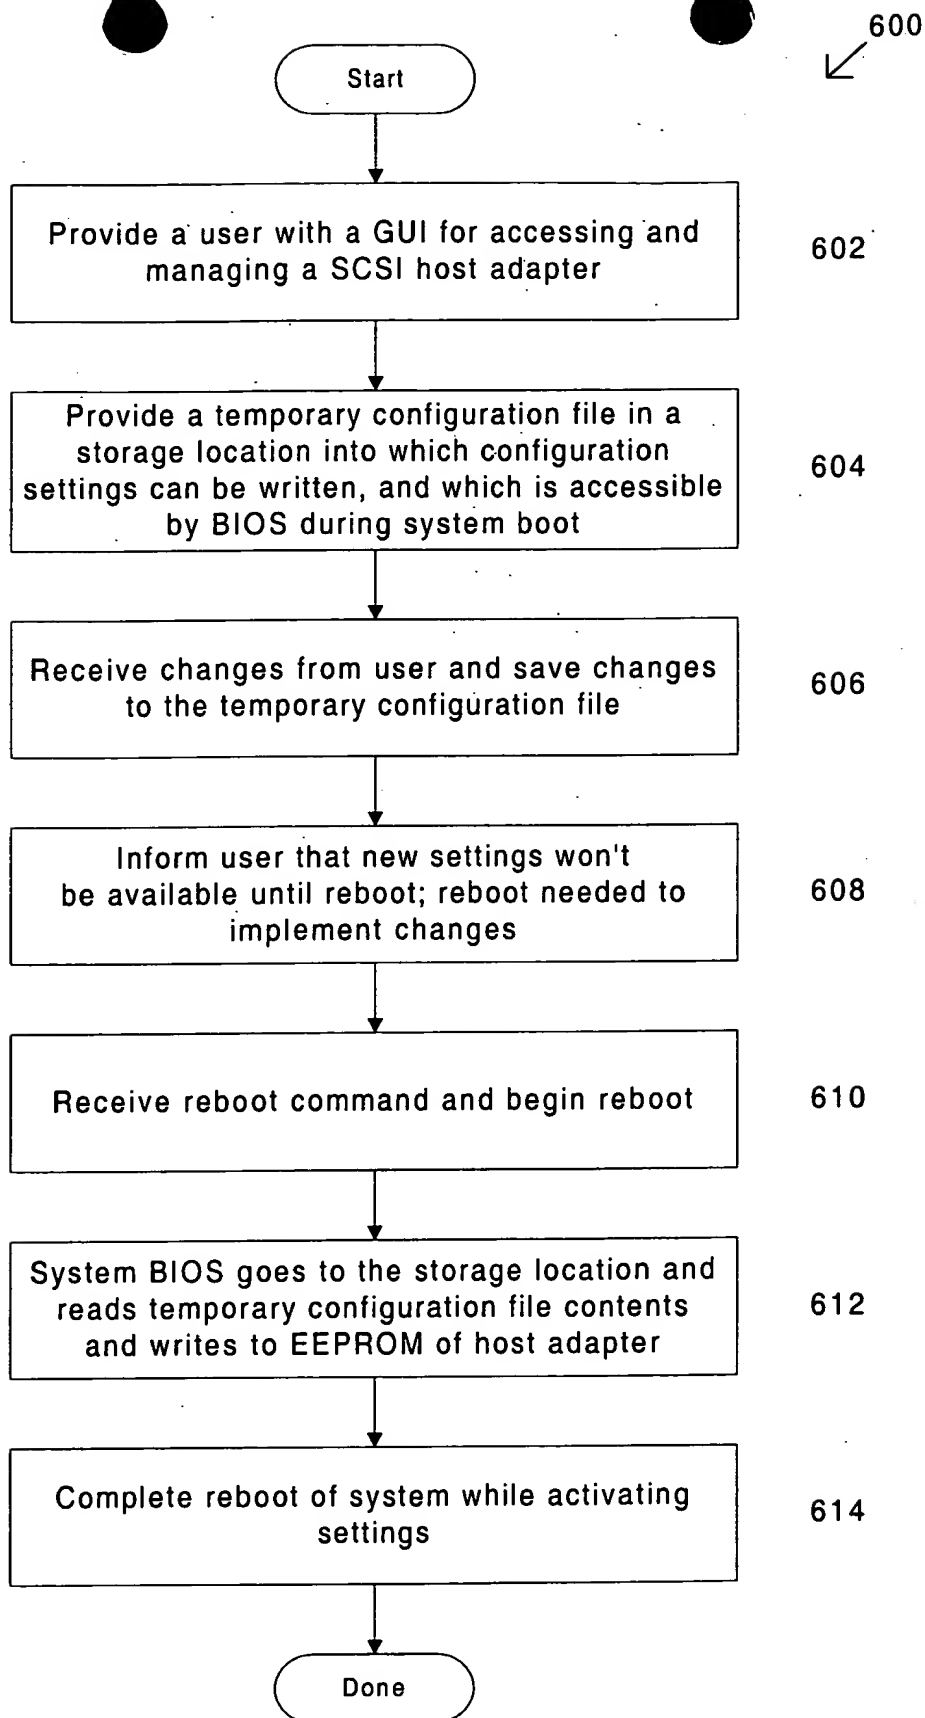 600
Start
Provide a user with a GUI for accessing and
managing a SCSI host adapter
602
Provide a temporary configuration file in a
storage location into which configuration
settings can be written, and which is accessible
by BIOS during system boot
604
Receive changes from user and save changes
to the temporary configuration file
606
Inform user that new settings won't
be available until reboot; reboot needed to
implement changes
608
Receive reboot command and begin reboot
610
System BIOS goes to the storage location and
reads temporary configuration file contents
and writes to EEPROM of host adapter
612
Complete reboot of system while activating
settings
614
Done